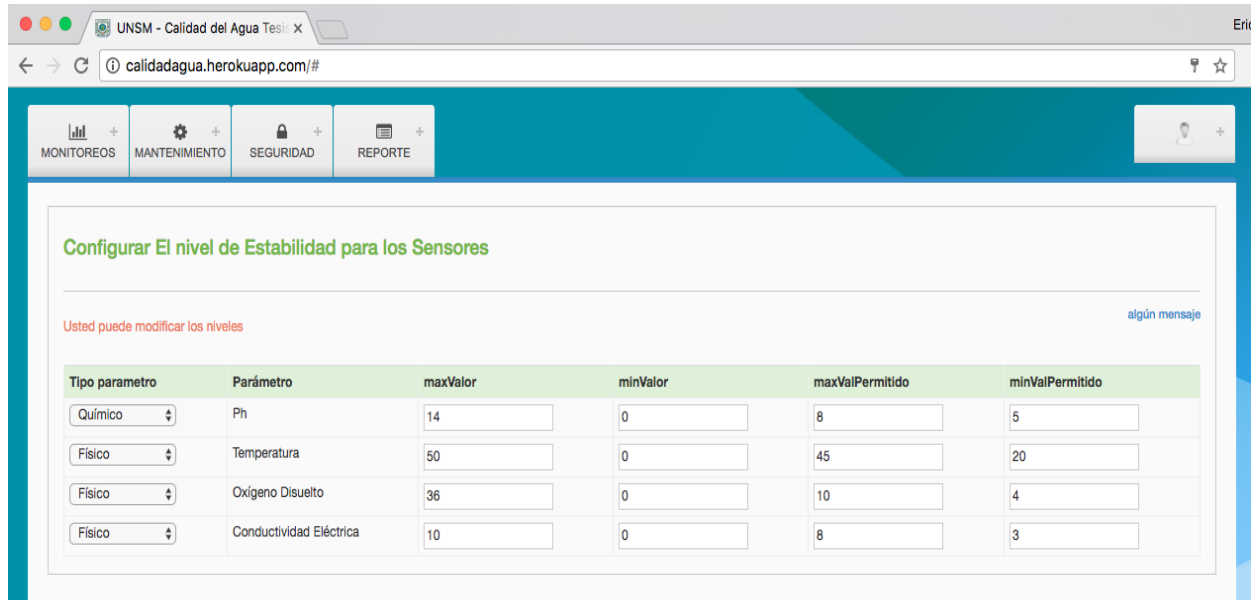 UNSM - Calidad del Agua Tesis
Eric
calidadagua.herokuapp.com/#
MONITOREOS MANTENIMIENTO SEGURIDAD REPORTE
Configurar El nivel de Estabilidad para los Sensores
algún mensaje
Usted puede modificar los niveles
Tipo parametro Parámetro maxValor minValor maxValPermitido minValPermitido
Químico Ph 14 0 8 5
Físico Temperatura 50 0 45 20
Físico Oxígeno Disuelto 36 0 10 4
Físico Conductividad Eléctrica 10 0 8 3